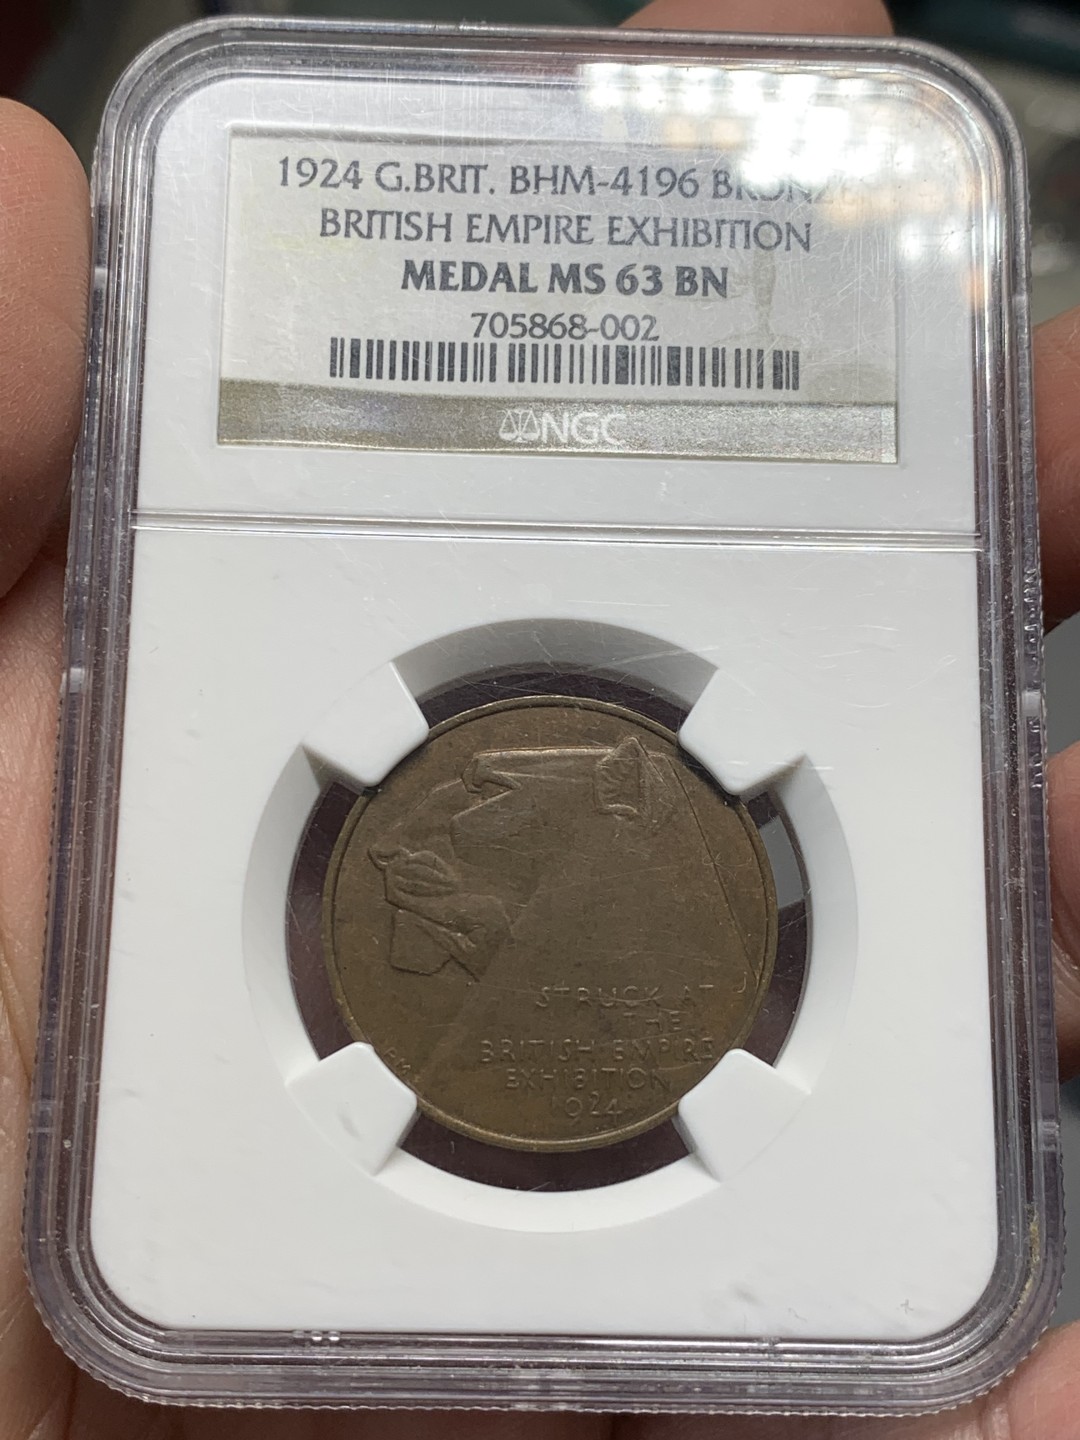 1924 G.BRIT. BHM-4196 BRONZE
BRITISH EMPIRE EXHIBITION
MEDAL MS 63 BN
705868-002
NGC
STRUCK AT
THE
BRITISH EMPIRE
EXHIBITION
1924